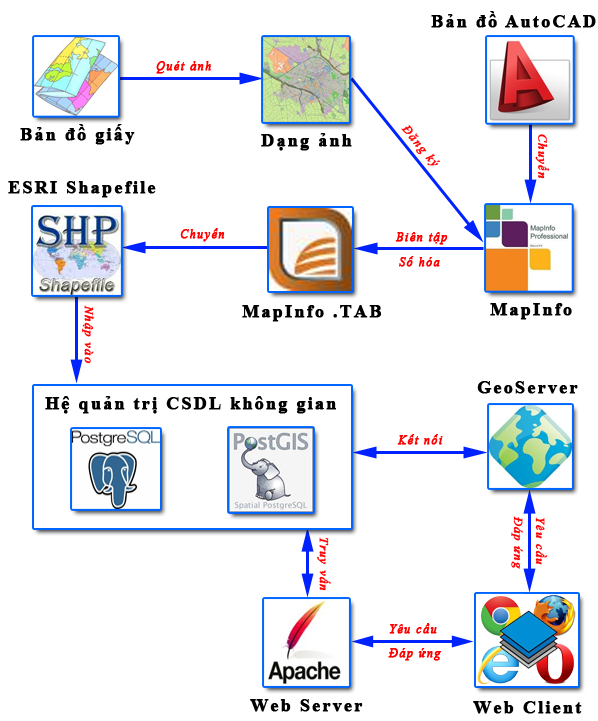 Bản đồ AutoCAD
Quét ảnh
Bản đồ giấy
Dạng ảnh
Đăng ký
Chuyển
ESRI Shapefile
SHP
Shapefile
Chuyển
Biên tập
Số hóa
MapInfo
Professional
MapInfo .TAB
MapInfo
Nhập vào
Hệ quản trị CSDL không gian
PostgreSQL
PostGIS
Spatial PostgreSQL
Kết nối
GeoServer
Yêu cầu
Đáp ứng
Truy vấn
Apache
Web Server
Yêu cầu
Đáp ứng
Web Client